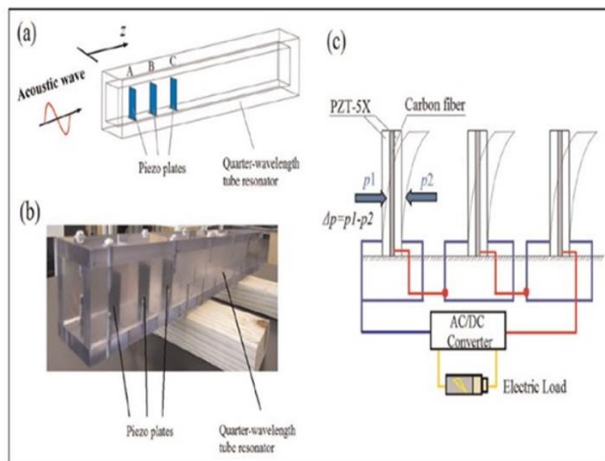 (a)
z
A B C
Acoustic wave
Piezo plates
Quarter-wavelength
tube resonator
(b)
Piezo plates
Quarter-wavelength
tube resonator
(c)
PZT-5X
Carbon fiber
p1
p2
Δp=p1-p2
AC/DC
Converter
Electric Load